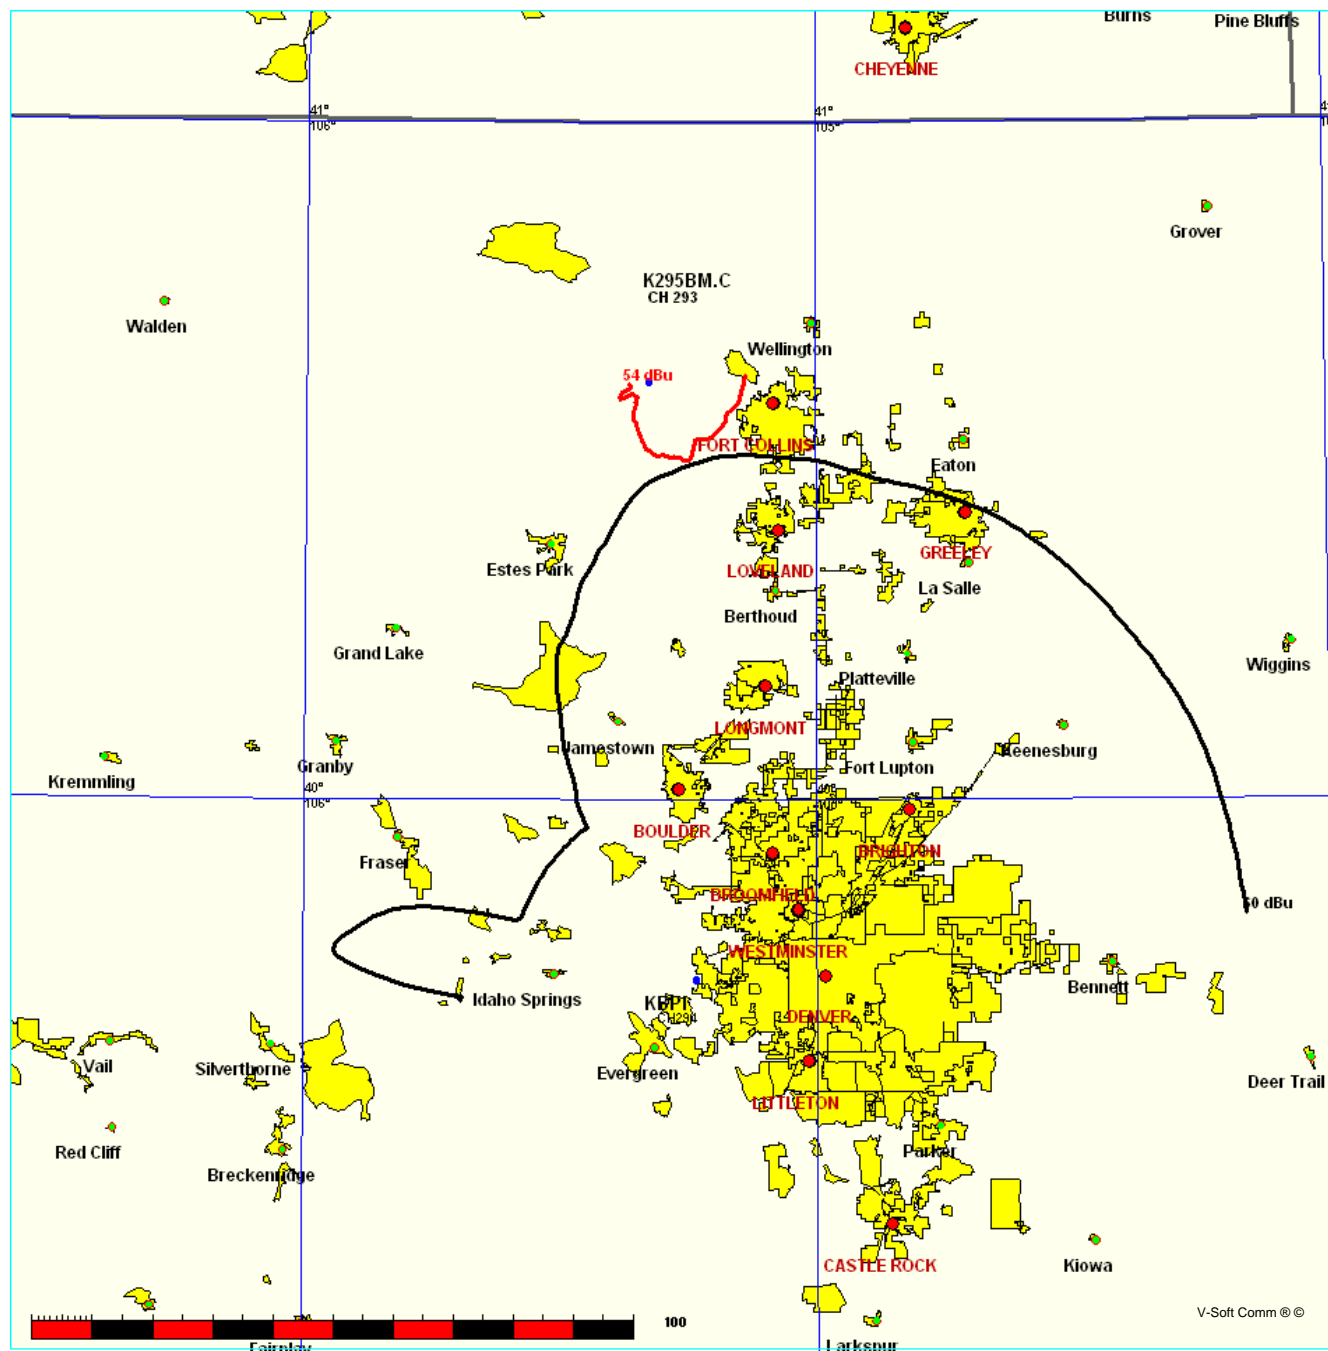 Burns
Pine Bluffs
CHEYENNE
41°
106°
41°
105°
Grover
K295BM.C
CH 293
Walden
Wellington
54 dBu
FORT COLLINS
Eaton
GREELEY
Estes Park
LOVELAND
La Salle
Berthoud
Grand Lake
Wiggins
Platteville
LONGMONT
Jamestown
Keenesburg
Granby
Fort Lupton
Kremmling
40°
106°
40°
BOULDER
BRIGHTON
Fraser
BROOMFIELD
60 dBu
WESTMINSTER
Bennett
Idaho Springs
KBPI
CH294
DENVER
Vail
Silverthorne
Evergreen
Deer Trail
LITTLETON
Red Cliff
Parker
Breckenridge
CASTLE ROCK
Kiowa
V-Soft Comm ® ©
100
Fairplay
Larkspur